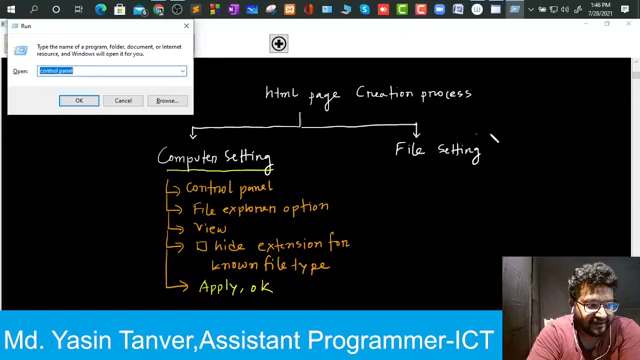 Run
1:46 PM
7/28/2021
Type the name of a program, folder, document, or Internet
resource, and Windows will open it for you.
Open:
control panel
OK
Cancel
Browse...
Html page Creation process
Computer Setting
File Setting
Control panel
File explorer option
View
hide extension for
known file type
Apply, ok
Md. Yasin Tanver,Assistant Programmer-ICT